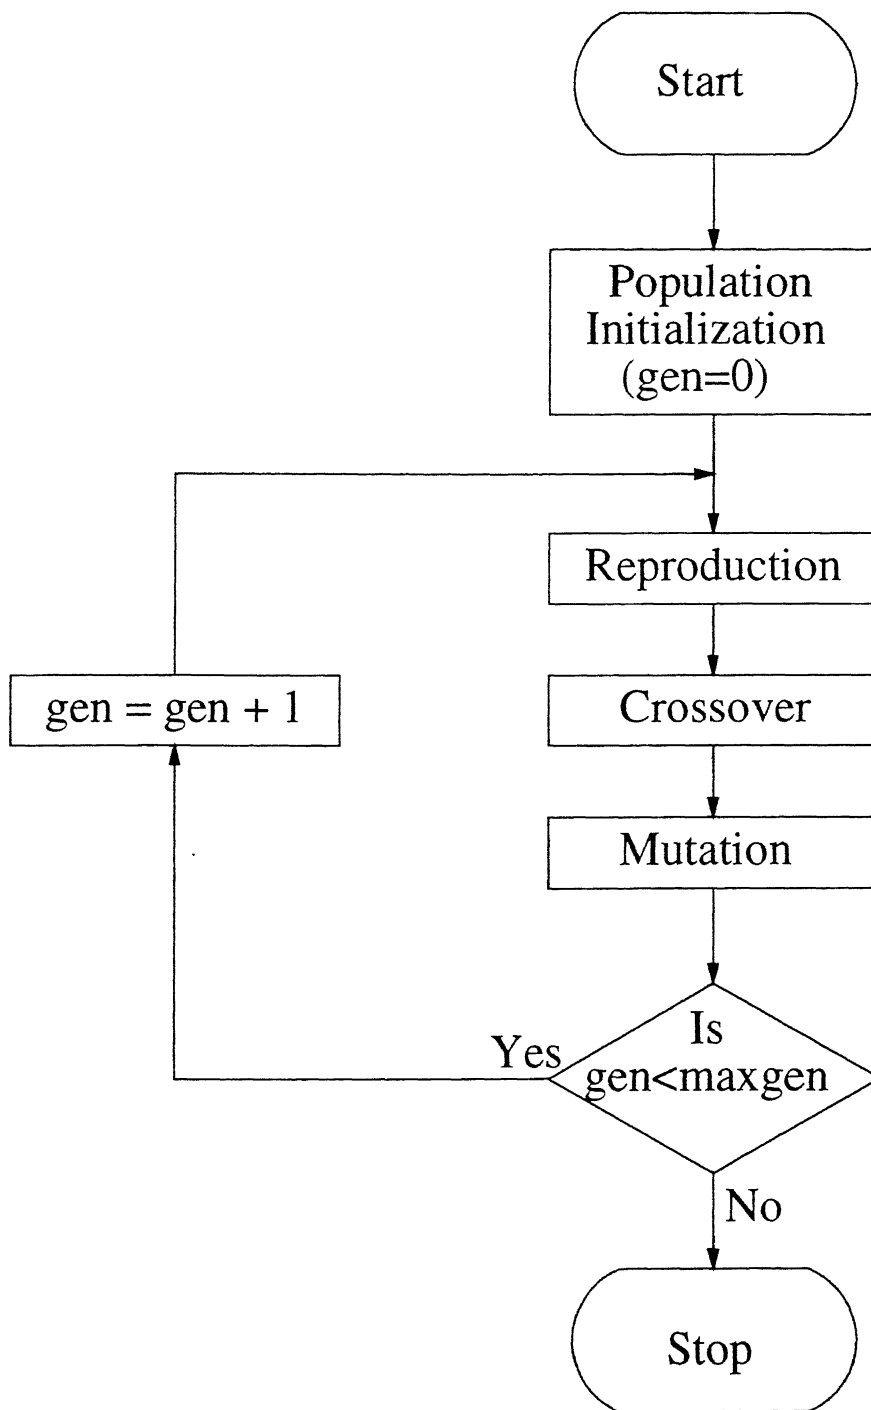 Start
Population
Initialization
(gen=0)
Reproduction
gen = gen + 1
Crossover
Mutation
Is
Yes
gen<maxgen
No
Stop